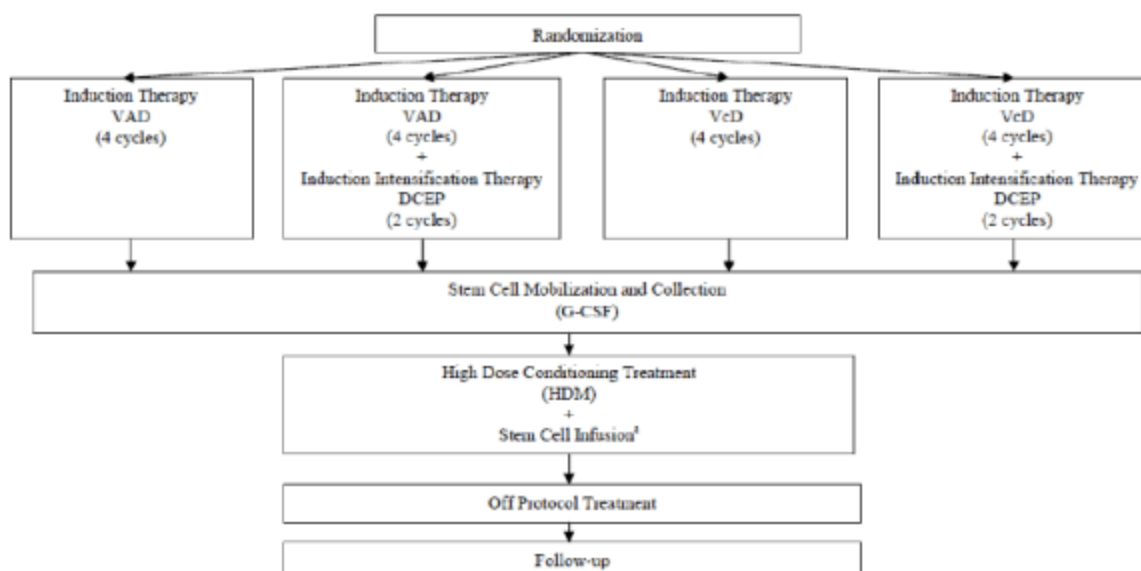 Randomization
Induction Therapy
VAD
(4 cycles)
Induction Therapy
VAD
(4 cycles)
+
Induction Intensification Therapy
DCEP
(2 cycles)
Induction Therapy
VcD
(4 cycles)
Induction Therapy
VcD
(4 cycles)
+
Induction Intensification Therapy
DCEP
(2 cycles)
Stem Cell Mobilization and Collection
(G-CSF)
High Dose Conditioning Treatment
(HDM)
+
Stem Cell Infusion²
Off Protocol Treatment
Follow-up